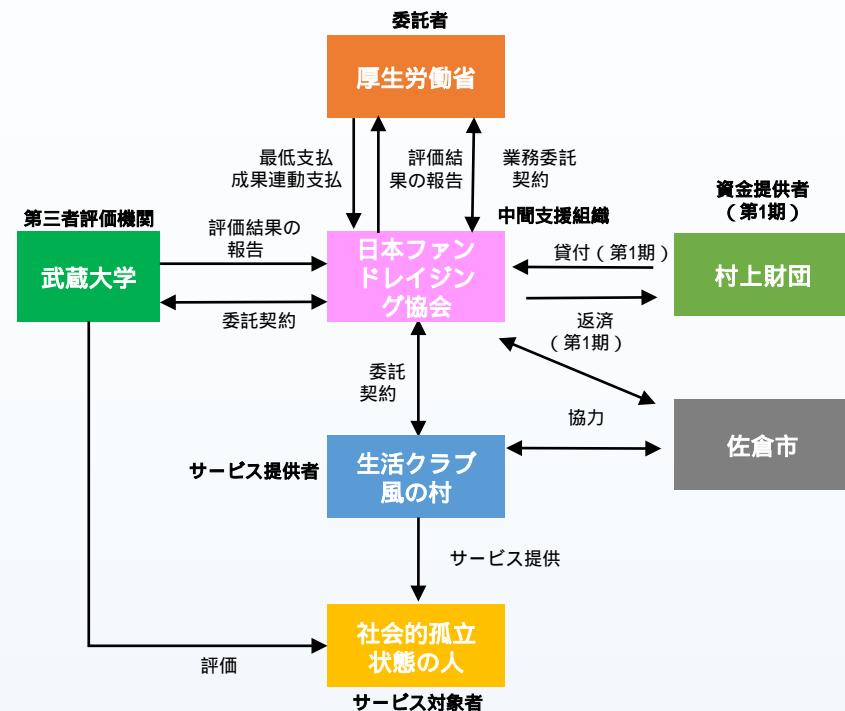 委託者
厚生労働省
最低支払
成果連動支払
評価結
果の報告
業務委託
契約
資金提供者
（第1期）
第三者評価機関
中間支援組織
評価結果の
報告
武蔵大学
日本ファン
ドレイジン
グ協会
貸付（第1期）
村上財団
委託契約
返済
（第1期）
委託
契約
協力
佐倉市
サービス提供者
生活クラブ
風の村
サービス提供
社会的孤立
状態の人
評価
サービス対象者